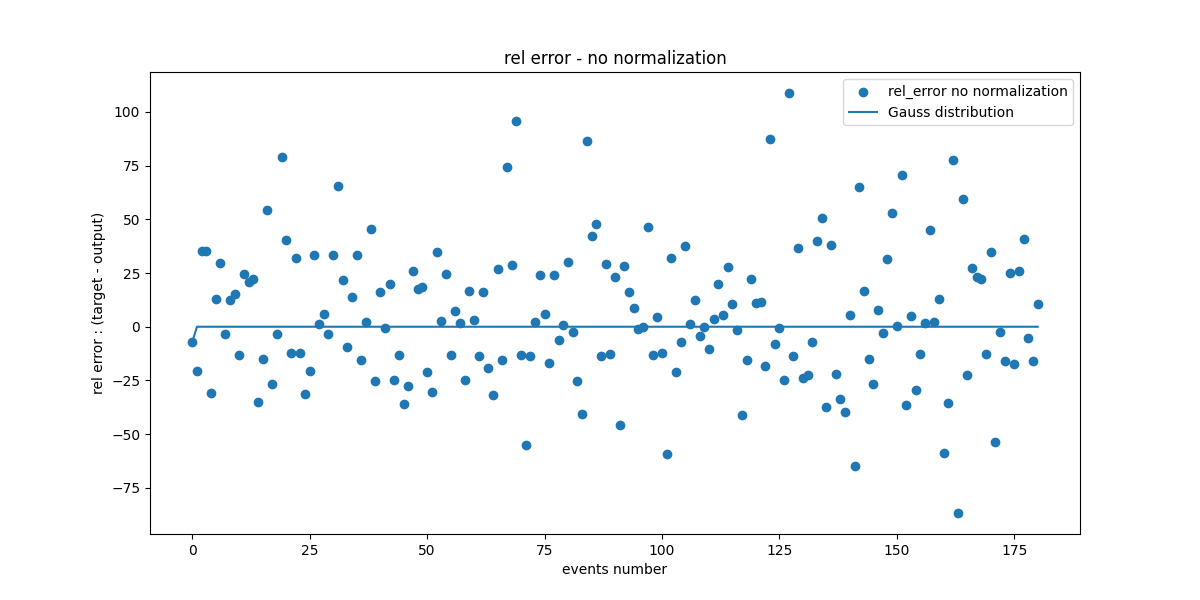 rel error - no normalization
rel_error no normalization
Gauss distribution
100
75
50
25
0
−25
−50
−75
rel error : (target - output)
0 25 50 75 100 125 150 175
events number